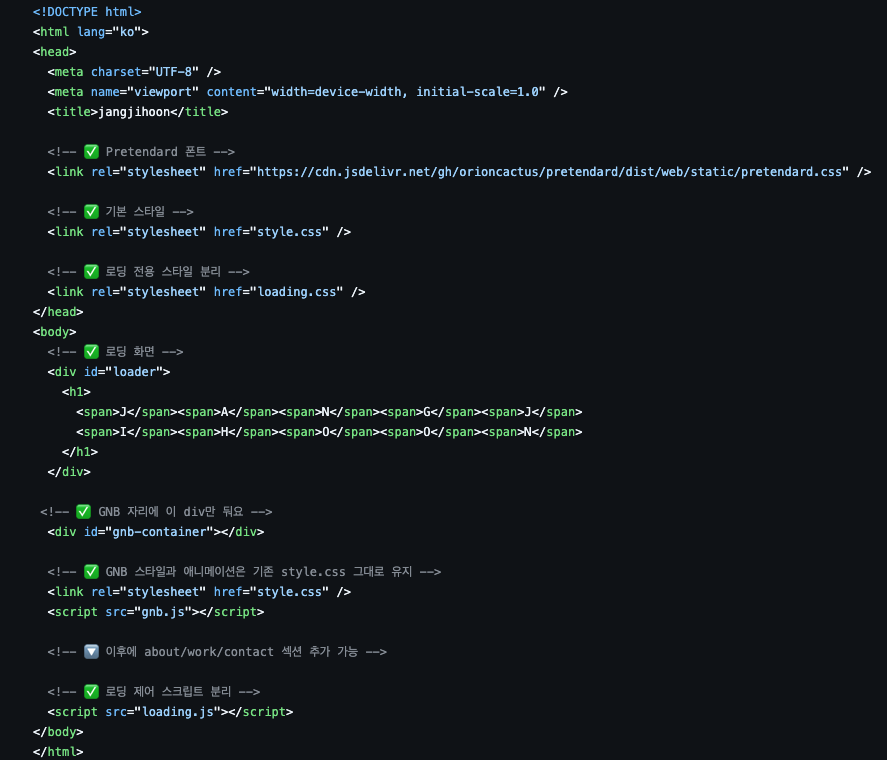 <!DOCTYPE html>
<html lang="ko">
<head>
<meta charset="UTF-8" />
<meta name="viewport" content="width=device-width, initial-scale=1.0" />
<title>jangjihoon</title>
<!-- ✅ Pretendard 폰트 -->
<link rel="stylesheet" href="https://cdn.jsdelivr.net/gh/orioncactus/pretendard/dist/web/static/pretendard.css" />
<!-- ✅ 기본 스타일 -->
<link rel="stylesheet" href="style.css" />
<!-- ✅ 로딩 전용 스타일 분리 -->
<link rel="stylesheet" href="loading.css" />
</head>
<body>
<!-- ✅ 로딩 화면 -->
<div id="loader">
<h1>
<span>J</span><span>A</span><span>N</span><span>G</span><span>J</span>
<span>I</span><span>H</span><span>O</span><span>O</span><span>N</span>
</h1>
</div>
<!-- ✅ GNB 자리에 이 div만 둬요 -->
<div id="gnb-container"></div>
<!-- ✅ GNB 스타일과 애니메이션은 기존 style.css 그대로 유지 -->
<link rel="stylesheet" href="style.css" />
<script src="gnb.js"></script>
<!-- 🔽 이후에 about/work/contact 섹션 추가 가능 -->
<!-- ✅ 로딩 제어 스크립트 분리 -->
<script src="loading.js"></script>
</body>
</html>